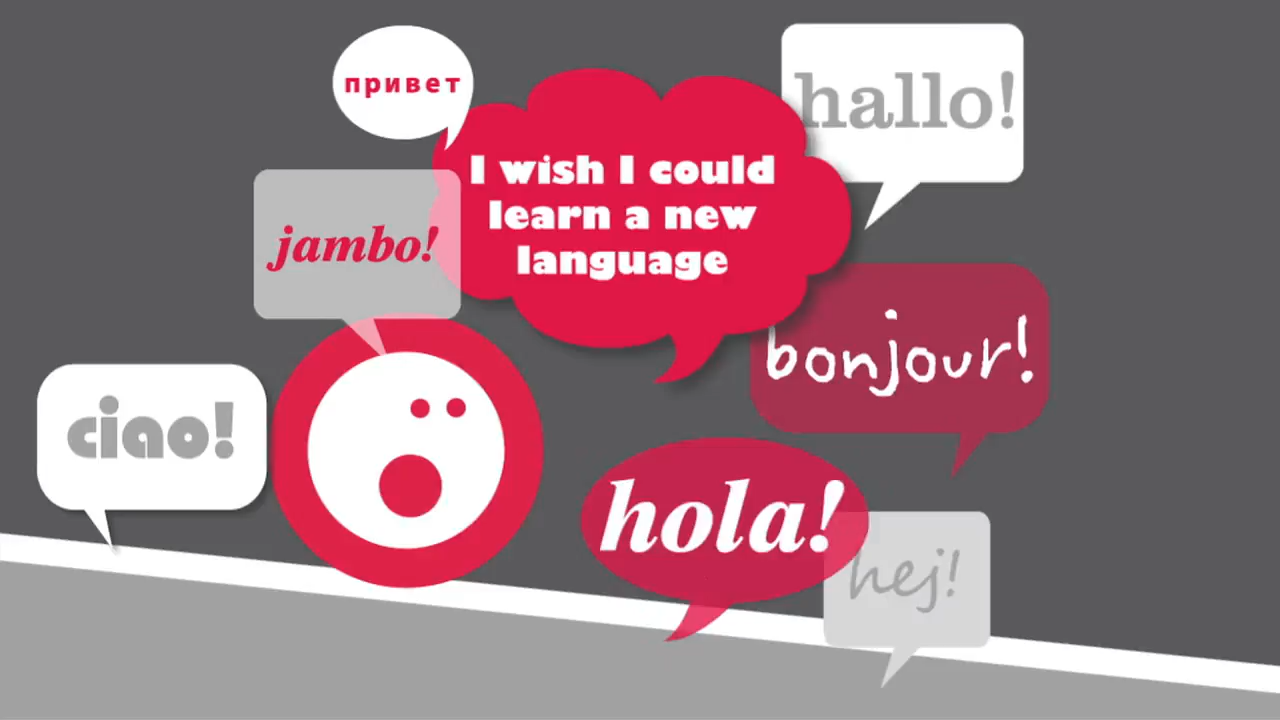 привет
hallo!
I wish I could
learn a new
language
jambo!
bonjour!
ciao!
hola!
hej!